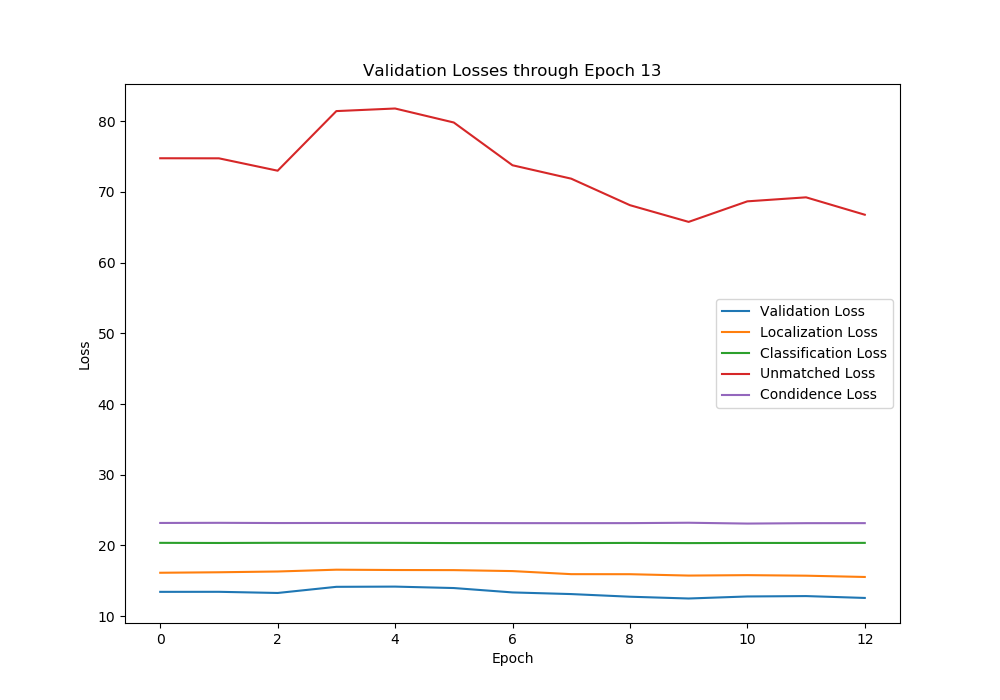 Validation Losses through Epoch 13
Loss
80
70
60
50
40
30
20
10
Validation Loss
Localization Loss
Classification Loss
Unmatched Loss
Condidence Loss
0 2 4 6 8 10 12
Epoch